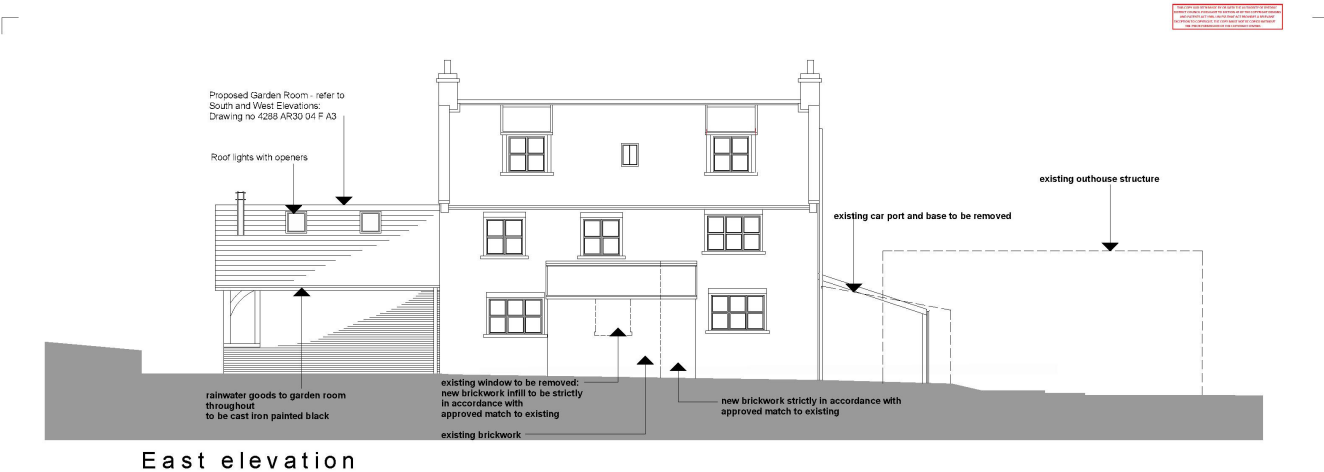 Proposed Garden Room - refer to
South and West Elevations:
Drawing no 4288 AR30 04 F A3
Roof lights with openers
existing outhouse structure
existing car port and base to be removed
rainwater goods to garden room
throughout
to be cast iron painted black
existing window to be removed:
new brickwork infill to be strictly
in accordance with
approved match to existing
existing brickwork
new brickwork strictly in accordance with
approved match to existing
East elevation